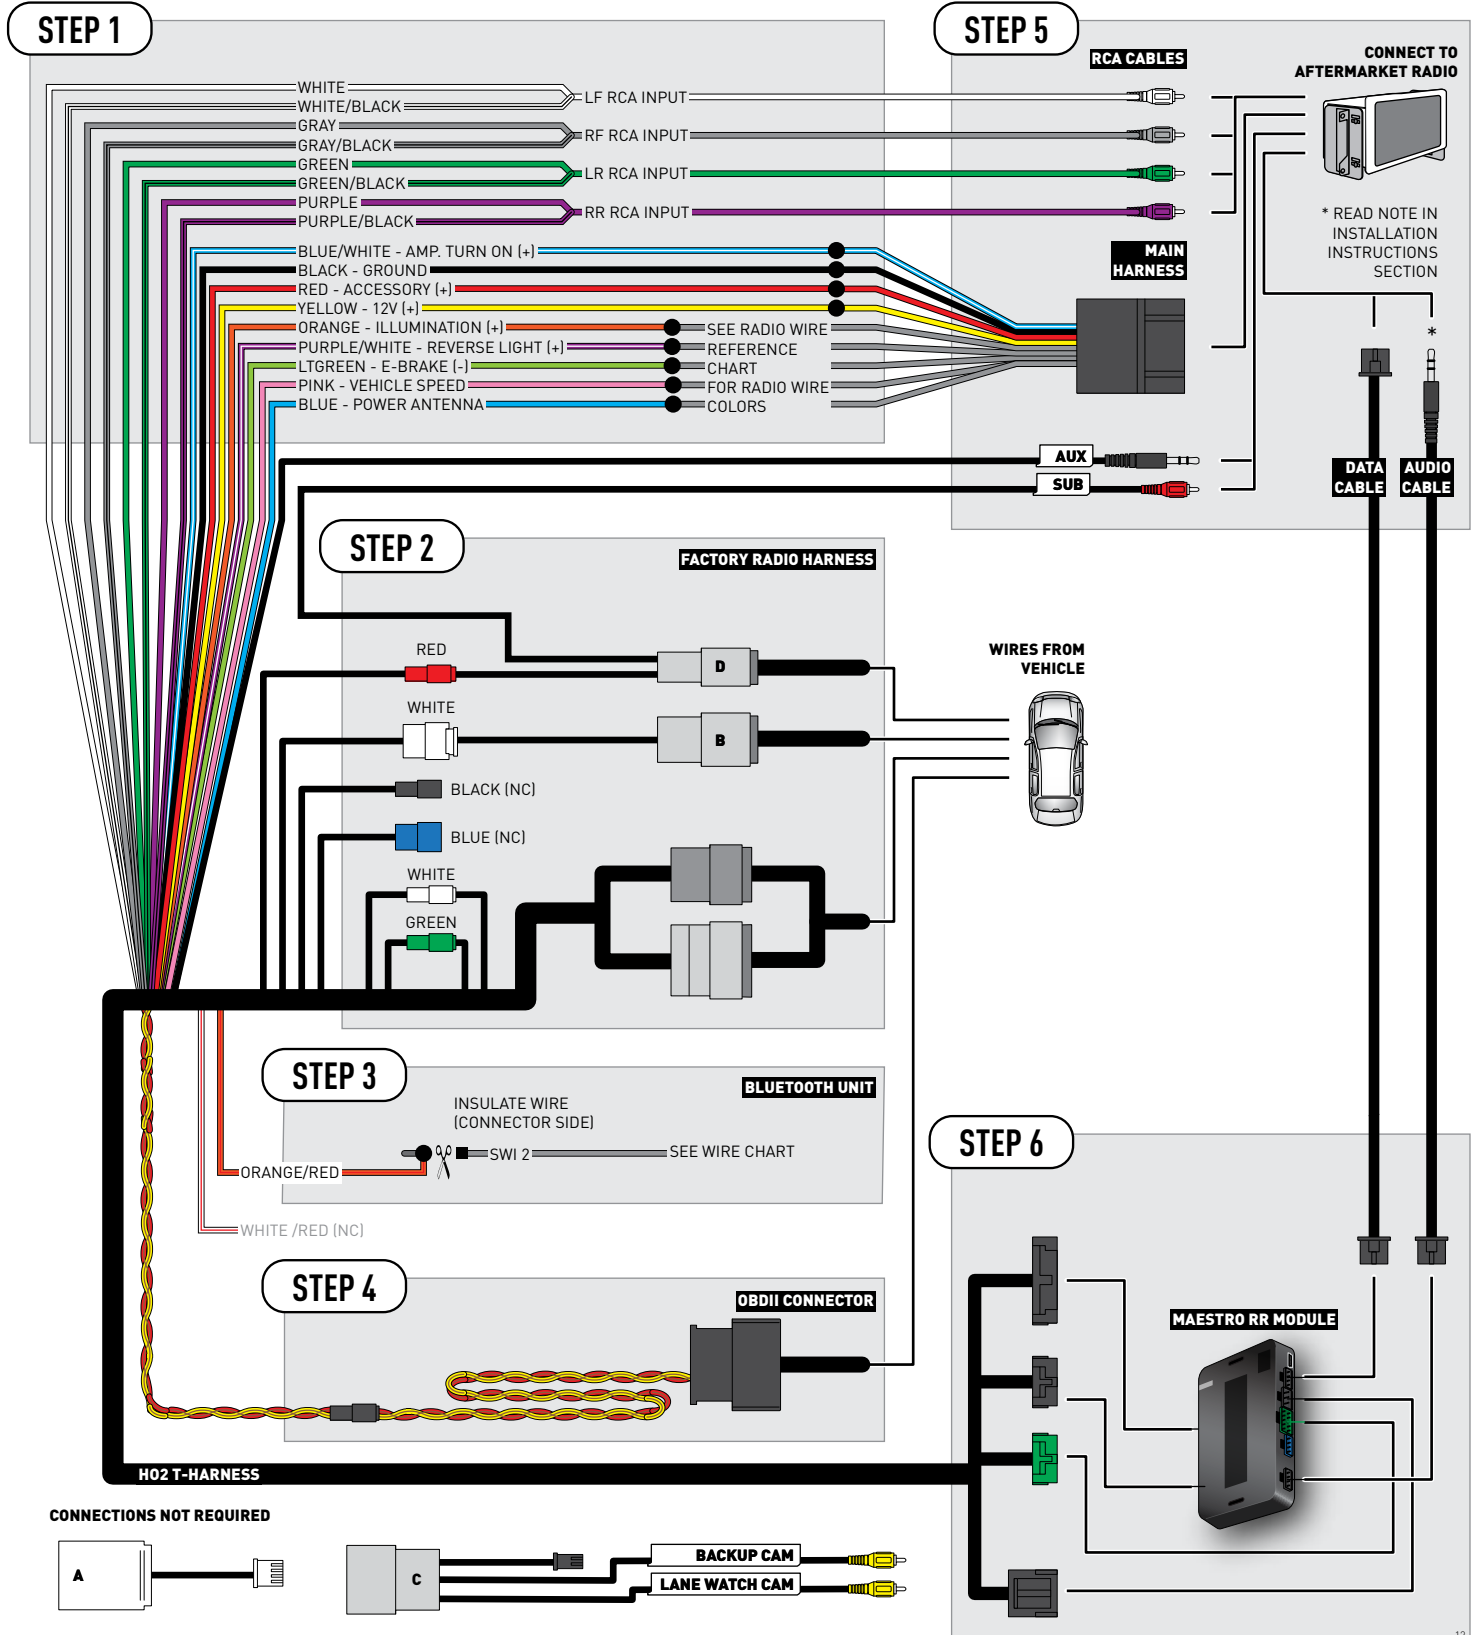 STEP 1
WHITE
WHITE/BLACK
LF RCA INPUT
GRAY
GRAY/BLACK
RF RCA INPUT
GREEN
GREEN/BLACK
LR RCA INPUT
PURPLE
PURPLE/BLACK
RR RCA INPUT
BLUE/WHITE - AMP. TURN ON (+)
BLACK - GROUND
RED - ACCESSORY (+)
YELLOW - 12V (+)
ORANGE - ILLUMINATION (+)
PURPLE/WHITE - REVERSE LIGHT (+)
LTGREEN - E-BRAKE (-)
PINK - VEHICLE SPEED
BLUE - POWER ANTENNA
SEE RADIO WIRE
REFERENCE
CHART
FOR RADIO WIRE
COLORS
STEP 5
RCA CABLES
CONNECT TO
AFTERMARKET RADIO
* READ NOTE IN
INSTALLATION
INSTRUCTIONS
SECTION
MAIN
HARNESS
*
AUX
SUB
DATA
CABLE
AUDIO
CABLE
STEP 2
FACTORY RADIO HARNESS
RED
D
WHITE
B
BLACK (NC)
BLUE (NC)
WHITE
GREEN
WIRES FROM
VEHICLE
STEP 3
BLUETOOTH UNIT
INSULATE WIRE
(CONNECTOR SIDE)
SWI 2
SEE WIRE CHART
ORANGE/RED
WHITE /RED (NC)
STEP 4
OBDII CONNECTOR
STEP 6
MAESTRO RR MODULE
HO2 T-HARNESS
CONNECTIONS NOT REQUIRED
A
C
BACKUP CAM
LANE WATCH CAM